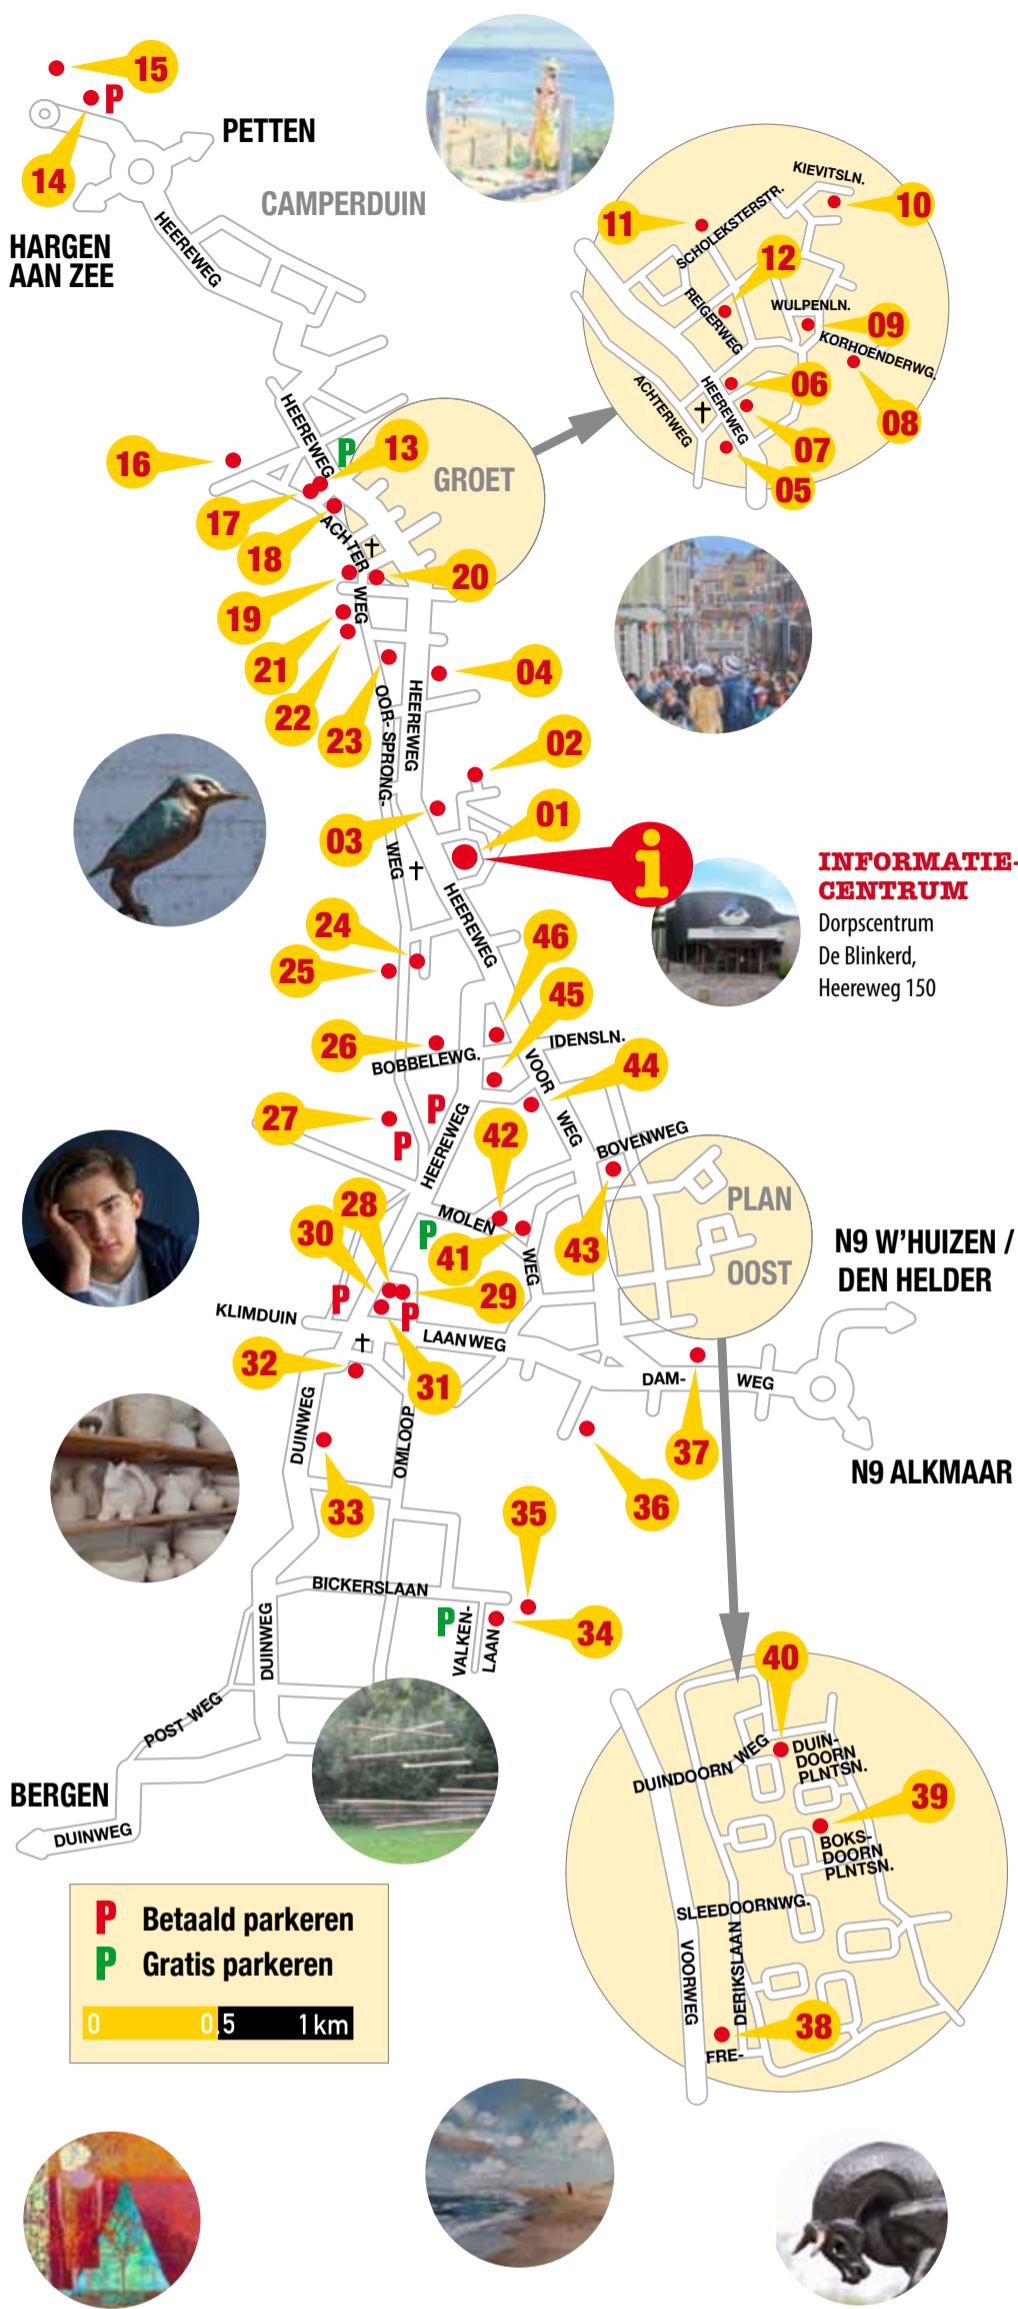 15
P
14
PETTEN
CAMPERDUIN
HARGEN
AAN ZEE
HEEREWEG
KIEVITSLN.
10
11
SCHOLEKSTERSTR.
12
REIGERWEG
WULPENLN.
09
KORHOENDERWG.
06
ACHTERWEG
HEEREWEG
08
07
05
HEEREWEG
P
13
16
GROET
17
18
ACHTER
WEG
20
19
21
22
23
04
OOR-
SPRONG-
WEG
HEEREWEG
02
01
03
i
INFORMATIE-
CENTRUM
Dorpscentrum
De Blinkerd,
Heereweg 150
HEEREWEG
24
25
46
45
26
BOBBELEWG.
IDENSLN.
VOOR
WEG
44
27
P
P
HEEREWEG
42
BOVENWEG
PLAN
OOST
28
30
MOLEN
WEG
P
41
43
N9 W'HUIZEN /
DEN HELDER
29
P
P
KLIMDUIN
LAANWEG
32
31
DAM-
WEG
DUINWEG
OMLOOP
37
36
N9 ALKMAAR
33
35
BICKERSLAAN
P
VALKEN-
LAAN
34
DUINWEG
POST WEG
BERGEN
DUINWEG
40
DUINDOORN WEG
DUIN-
DOORN
PLNTSN.
39
BOKS-
DOORN
PLNTSN.
SLEEDOORNWG.
VOORWEG
DERIKSLAAN
38
FRE-
P Betaald parkeren
P Gratis parkeren
0 0,5 1 km